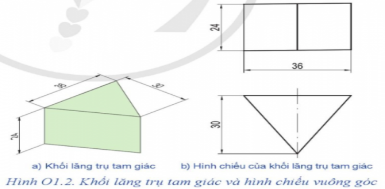 24
36
30
24
a) Khối lăng trụ tam giác
b) Hình chiếu của khối lăng trụ tam giác
Hình O1.2. Khối lăng trụ tam giác và hình chiếu vuông góc